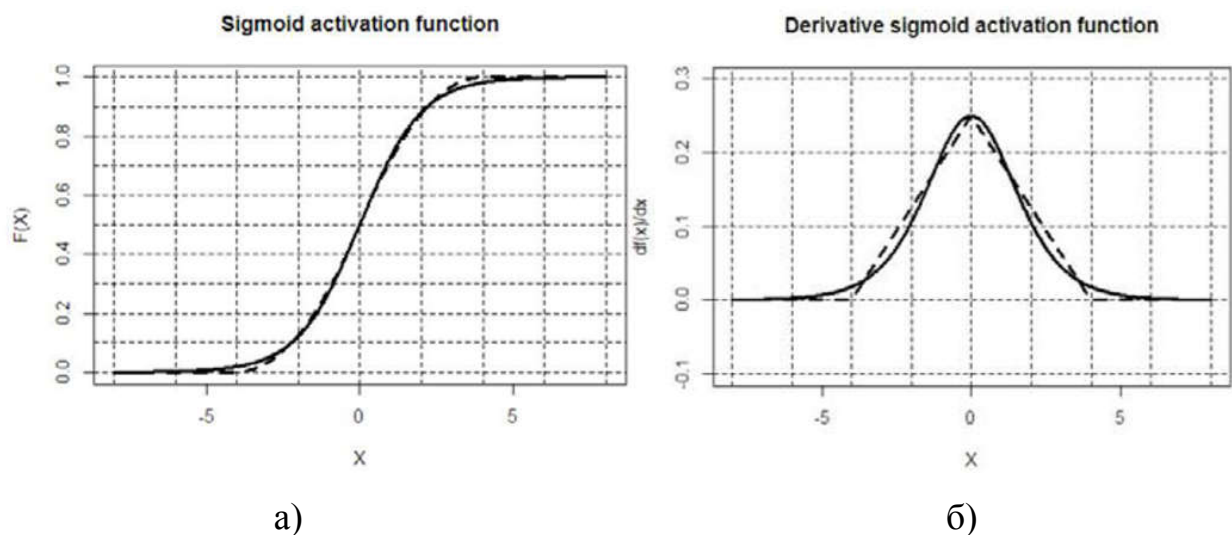 Sigmoid activation function
F(X)
1.0
0.8
0.6
0.4
0.2
0.0
-5 0 5
X
а)
Derivative sigmoid activation function
df(x)/dx
0.3
0.2
0.1
0.0
-0.1
-5 0 5
X
б)